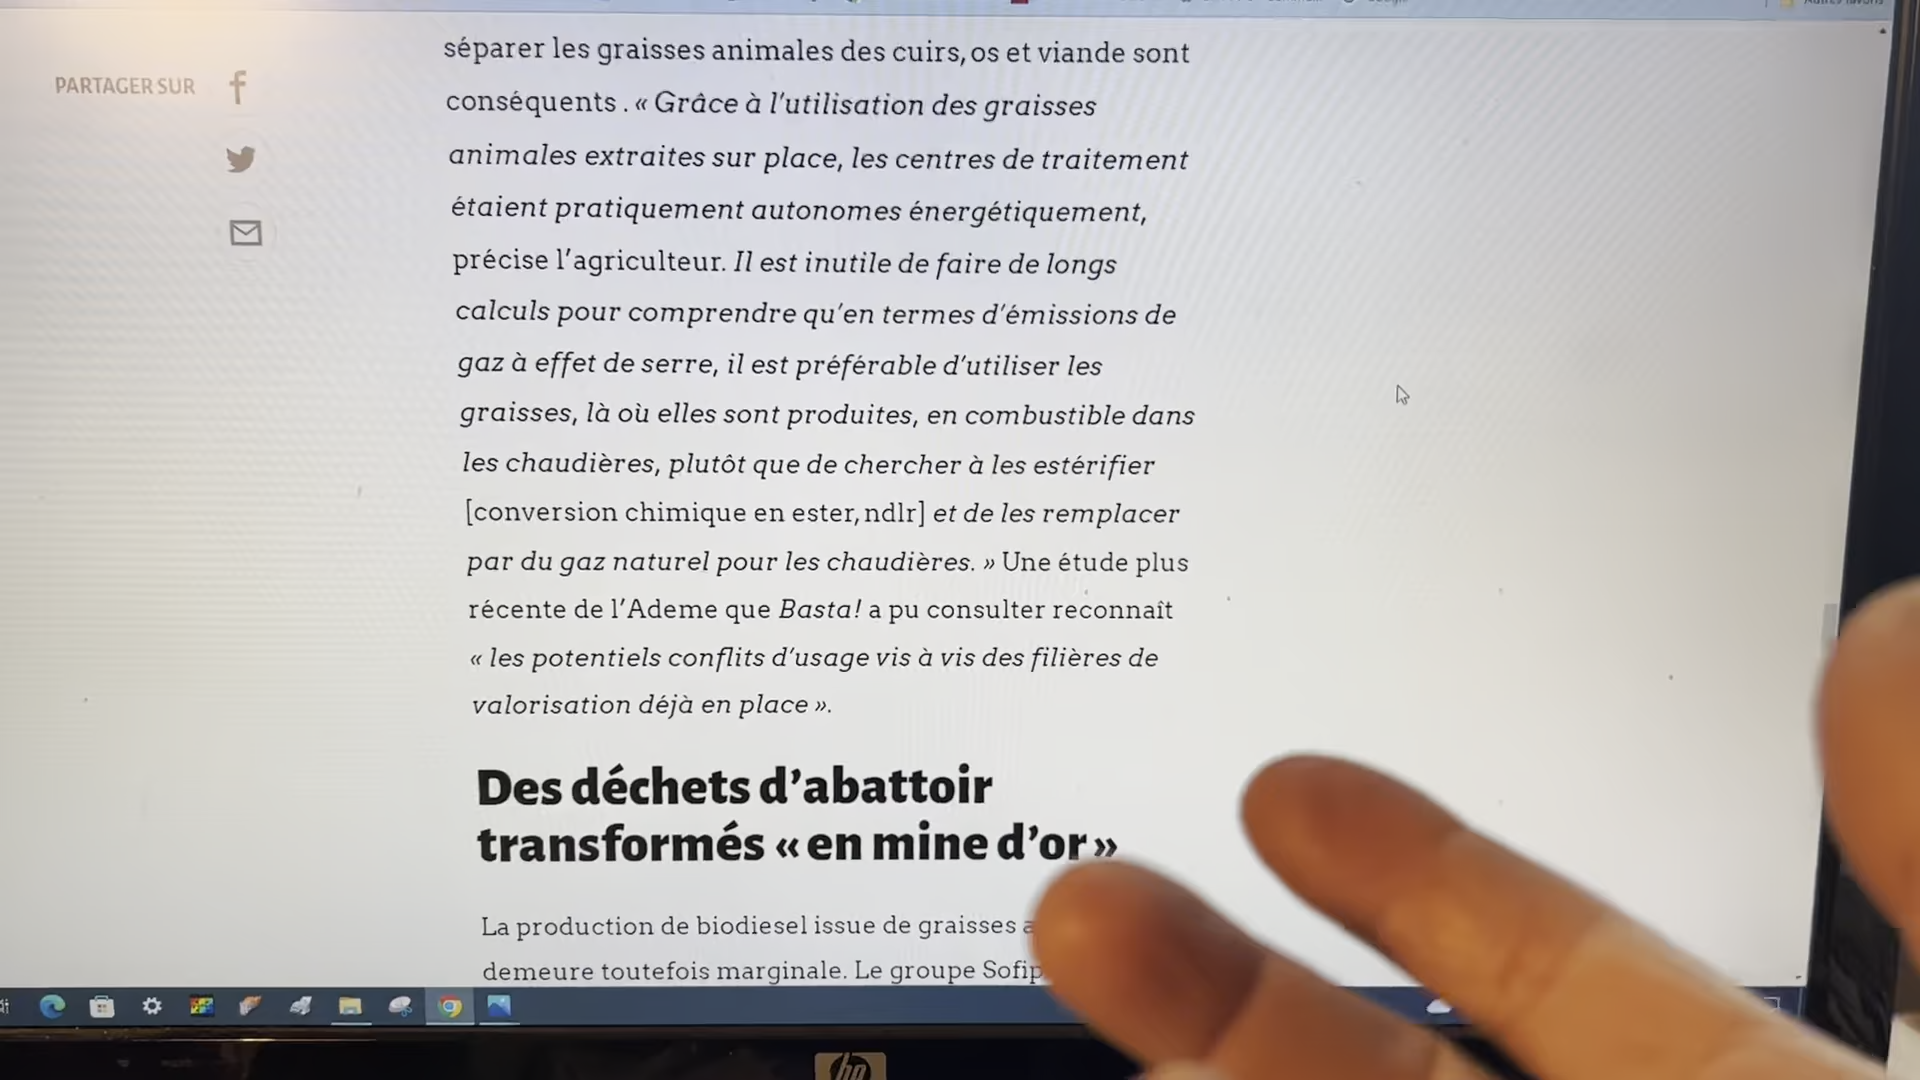 séparer les graisses animales des cuirs, os et viande sont
PARTAGER SUR
conséquents . « Grâce à l’utilisation des graisses
animales extraites sur place, les centres de traitement
étaient pratiquement autonomes énergétiquement,
précise l’agriculteur. Il est inutile de faire de longs
calculs pour comprendre qu’en termes d’émissions de
gaz à effet de serre, il est préférable d’utiliser les
graisses, là où elles sont produites, en combustible dans
les chaudières, plutôt que de chercher à les estérifier
[conversion chimique en ester, ndlr] et de les remplacer
par du gaz naturel pour les chaudières. » Une étude plus
récente de l’Ademe que Basta! a pu consulter reconnaît
« les potentiels conflits d’usage vis à vis des filières de
valorisation déjà en place ».
Des déchets d’abattoir
transformés « en mine d’or »
La production de biodiesel issue de graisses
demeure toutefois marginale. Le groupe
hp